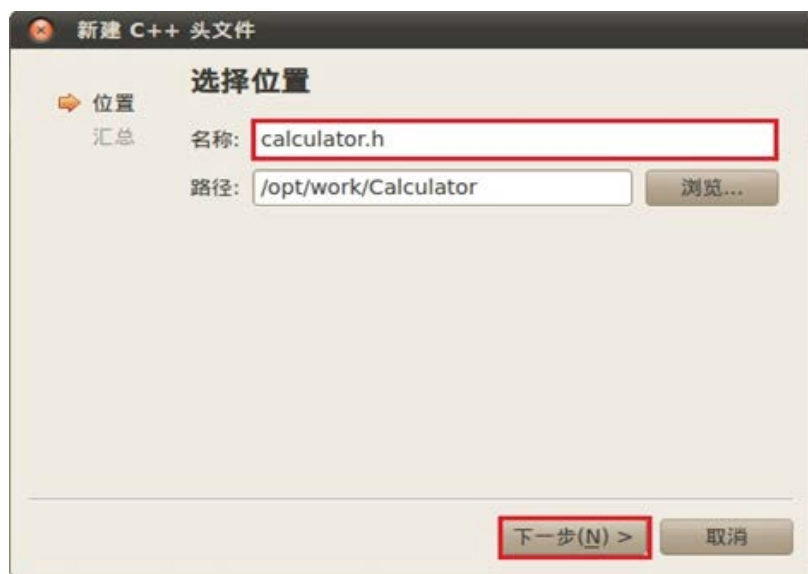 新建 C++ 头文件
选择位置
位置
汇总
名称: calculator.h
路径: /opt/work/Calculator 浏览...
下一步(N) > 取消